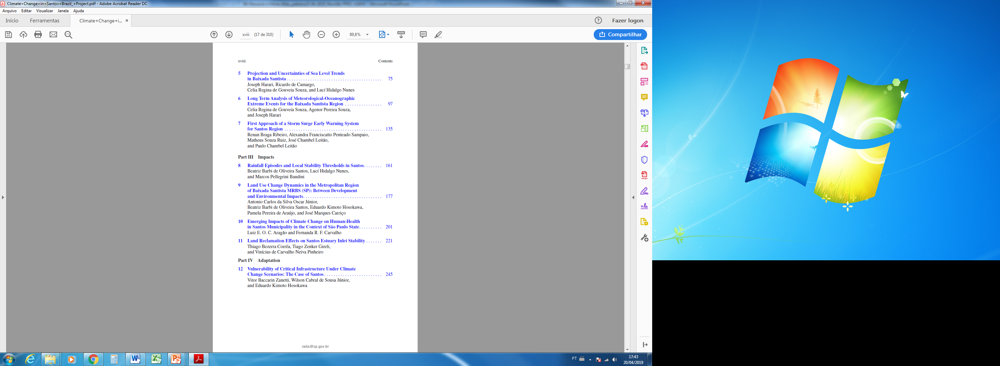 Climate+Change+in+Santos+Brazil_+Project.pdf - Adobe Acrobat Reader DC
Arquivo Editar Visualizar Janela Ajuda
Início Ferramentas Climate+Change+i... × Fazer logon
xviii (17 de 310) 89,8% Compartilhar
xviii Contents
5 Projection and Uncertainties of Sea Level Trends
in Baixada Santista ........................................ 75
Joseph Harari, Ricardo de Camargo,
Celia Regina de Gouveia Souza, and Lucí Hidalgo Nunes
6 Long Term Analysis of Meteorological-Oceanographic
Extreme Events for the Baixada Santista Region ................ 97
Celia Regina de Gouveia Souza, Agenor Pereira Souza,
and Joseph Harari
7 First Approach of a Storm Surge Early Warning System
for Santos Region .......................................... 135
Renan Braga Ribeiro, Alexandra Franciscatto Penteado Sampaio,
Matheus Souza Ruiz, José Chambel Leitão,
and Paulo Chambel Leitão
Part III Impacts
8 Rainfall Episodes and Local Stability Thresholds in Santos........ 161
Beatriz Barbi de Oliveira Santos, Lucí Hidalgo Nunes,
and Marcos Pellegrini Bandini
9 Land Use Change Dynamics in the Metropolitan Region
of Baixada Santista MRBS (SP): Between Development
and Environmental Impacts.................................. 177
Antonio Carlos da Silva Oscar Júnior,
Beatriz Barbi de Oliveira Santos, Eduardo Kimoto Hosokawa,
Pamela Pereira de Araújo, and José Marques Carriço
10 Emerging Impacts of Climate Change on Human-Health
in Santos Municipality in the Context of São Paulo State.......... 201
Luiz E. O. C. Aragão and Fernanda R. F. Carvalho
11 Land Reclamation Effects on Santos Estuary Inlet Stability ....... 221
Thiago Bezerra Corrêa, Tiago Zenker Gireli,
and Vinícius de Carvalho Neiva Pinheiro
Part IV Adaptation
12 Vulnerability of Critical Infrastructure Under Climate
Change Scenarios: The Case of Santos......................... 245
Vitor Baccarin Zanetti, Wilson Cabral de Sousa Júnior,
and Eduardo Kimoto Hosokawa
celia@sp.gov.br
PT 17:43
20/04/2019